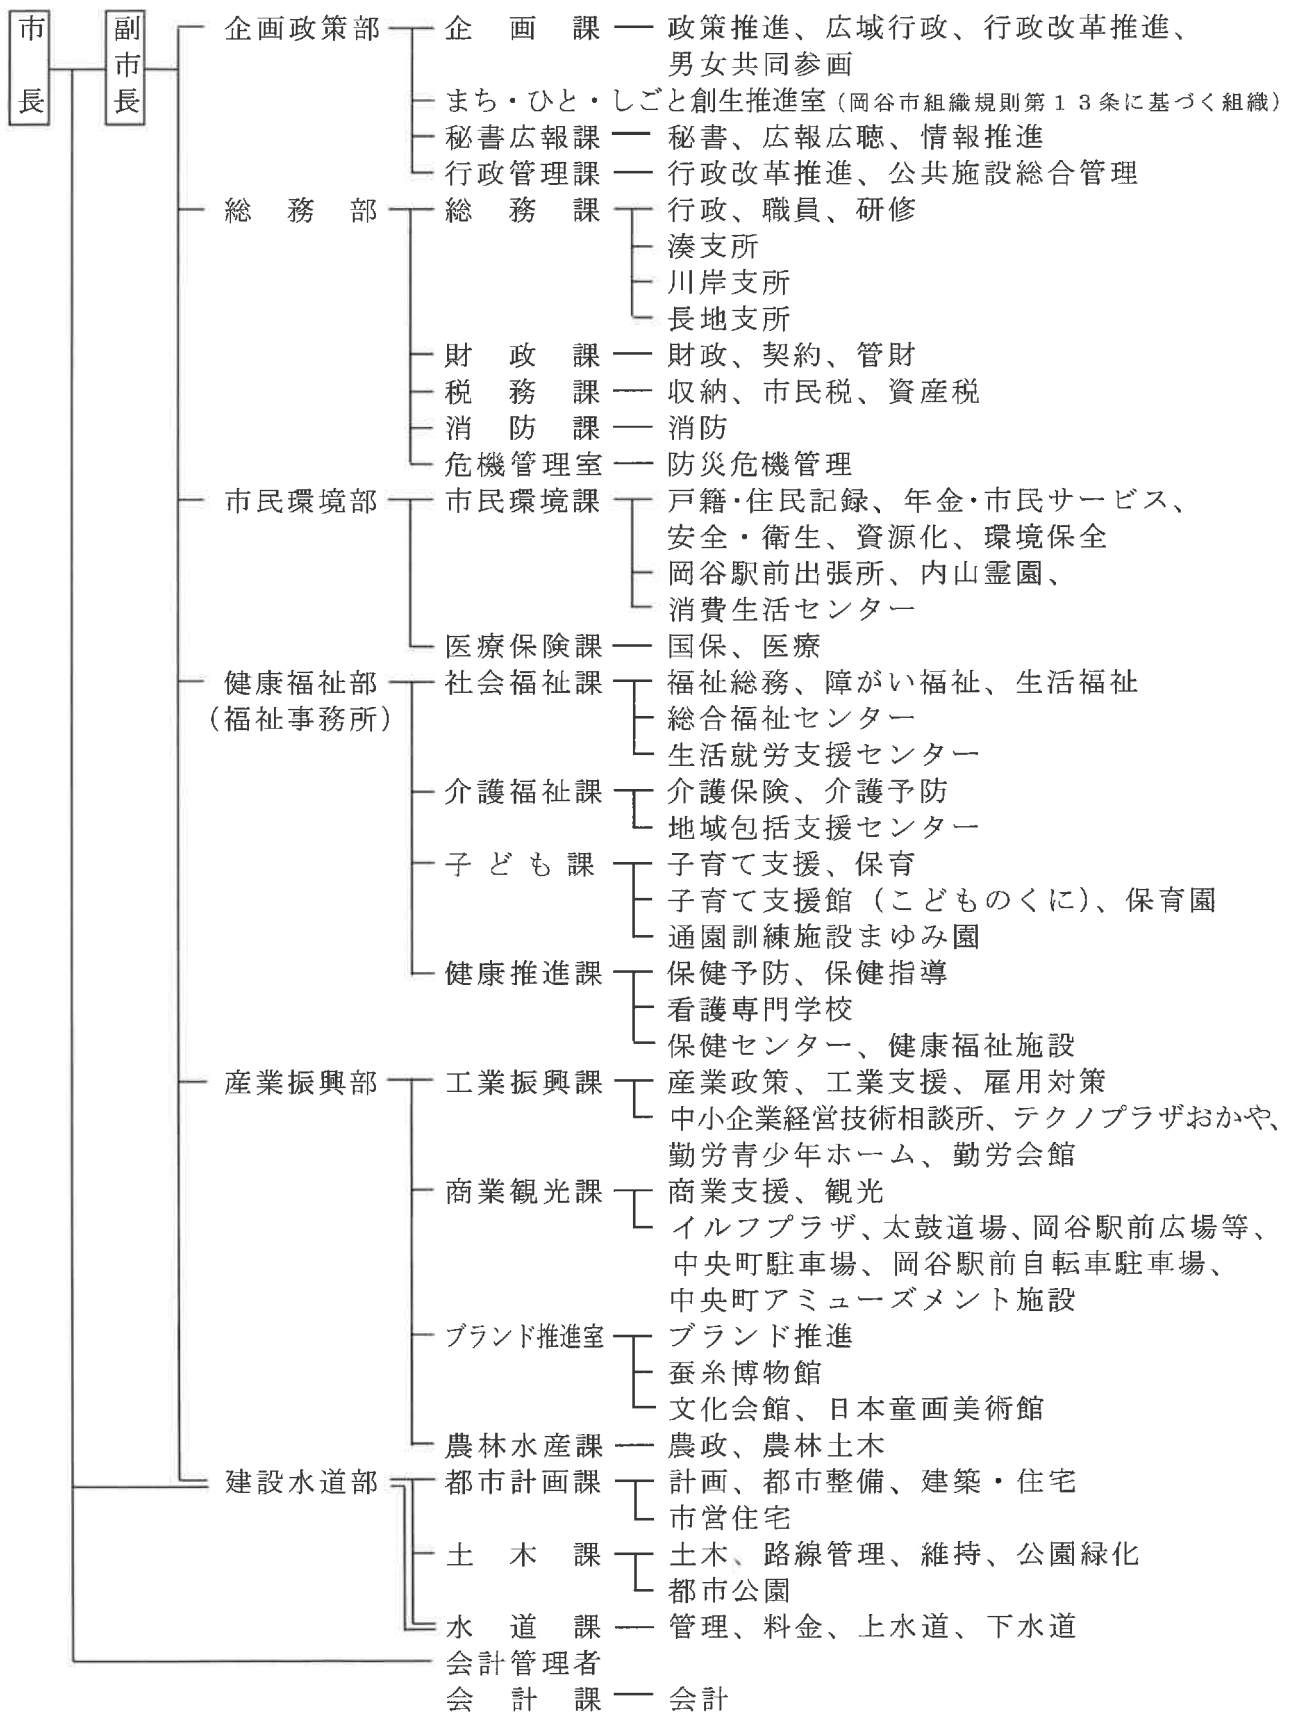 市長
副市長
企画政策部 企画課 政策推進、広域行政、行政改革推進、
男女共同参画
まち・ひと・しごと創生推進室（岡谷市組織規則第１３条に基づく組織）
秘書広報課 秘書、広報広聴、情報推進
行政管理課 行政改革推進、公共施設総合管理
総務部 総務課 行政、職員、研修
湊支所
川岸支所
長地支所
財政課 財政、契約、管財
税務課 収納、市民税、資産税
消防課 消防
危機管理室 防災危機管理
市民環境部 市民環境課 戸籍・住民記録、年金・市民サービス、
安全・衛生、資源化、環境保全
岡谷駅前出張所、内山霊園、
消費生活センター
医療保険課 国保、医療
健康福祉部 社会福祉課 福祉総務、障がい福祉、生活福祉
（福祉事務所） 総合福祉センター
生活就労支援センター
介護福祉課 介護保険、介護予防
地域包括支援センター
子ども課 子育て支援、保育
子育て支援館（こどものくに）、保育園
通園訓練施設まゆみ園
健康推進課 保健予防、保健指導
看護専門学校
保健センター、健康福祉施設
産業振興部 工業振興課 産業政策、工業支援、雇用対策
中小企業経営技術相談所、テクノプラザおかや、
勤労青少年ホーム、勤労会館
商業観光課 商業支援、観光
イルフプラザ、太鼓道場、岡谷駅前広場等、
中央町駐車場、岡谷駅前自転車駐車場、
中央町アミューズメント施設
ブランド推進室 ブランド推進
蚕糸博物館
文化会館、日本童画美術館
農林水産課 農政、農林土木
建設水道部 都市計画課 計画、都市整備、建築・住宅
市営住宅
土木課 土木、路線管理、維持、公園緑化
都市公園
水道課 管理、料金、上水道、下水道
会計管理者
会計課 会計